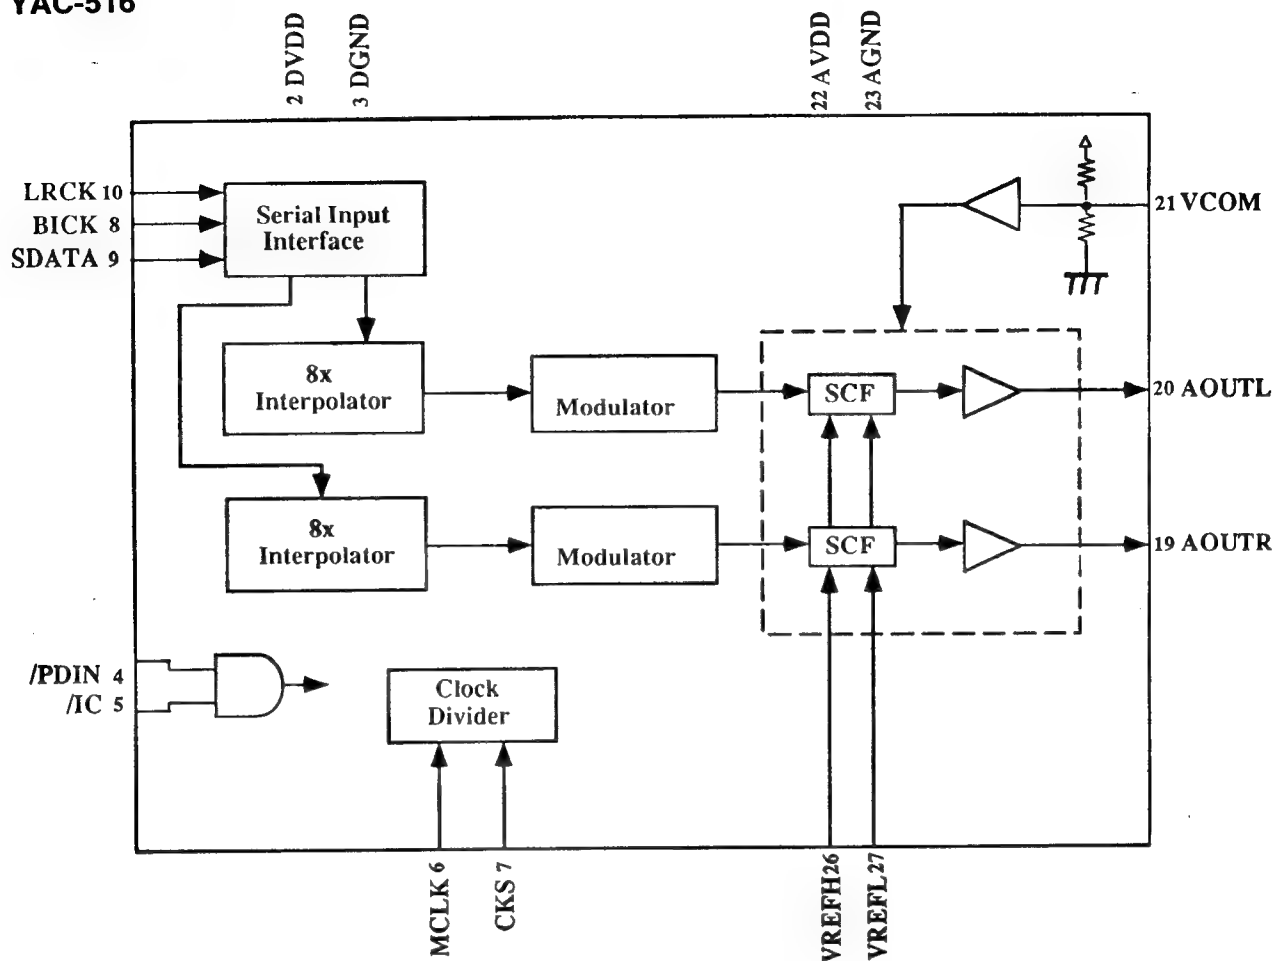 YAC-516
2 DVDD
3 DGND
22 AVDD
23 AGND
LRCK 10
BICK 8
SDATA 9
Serial Input
Interface
21 VCOM
8x
Interpolator
Modulator
SCF
20 AOUTL
8x
Interpolator
Modulator
SCF
19 AOUTR
/PDIN 4
/IC 5
Clock
Divider
MCLK 6
CKS 7
VREFH 26
VREFL 27